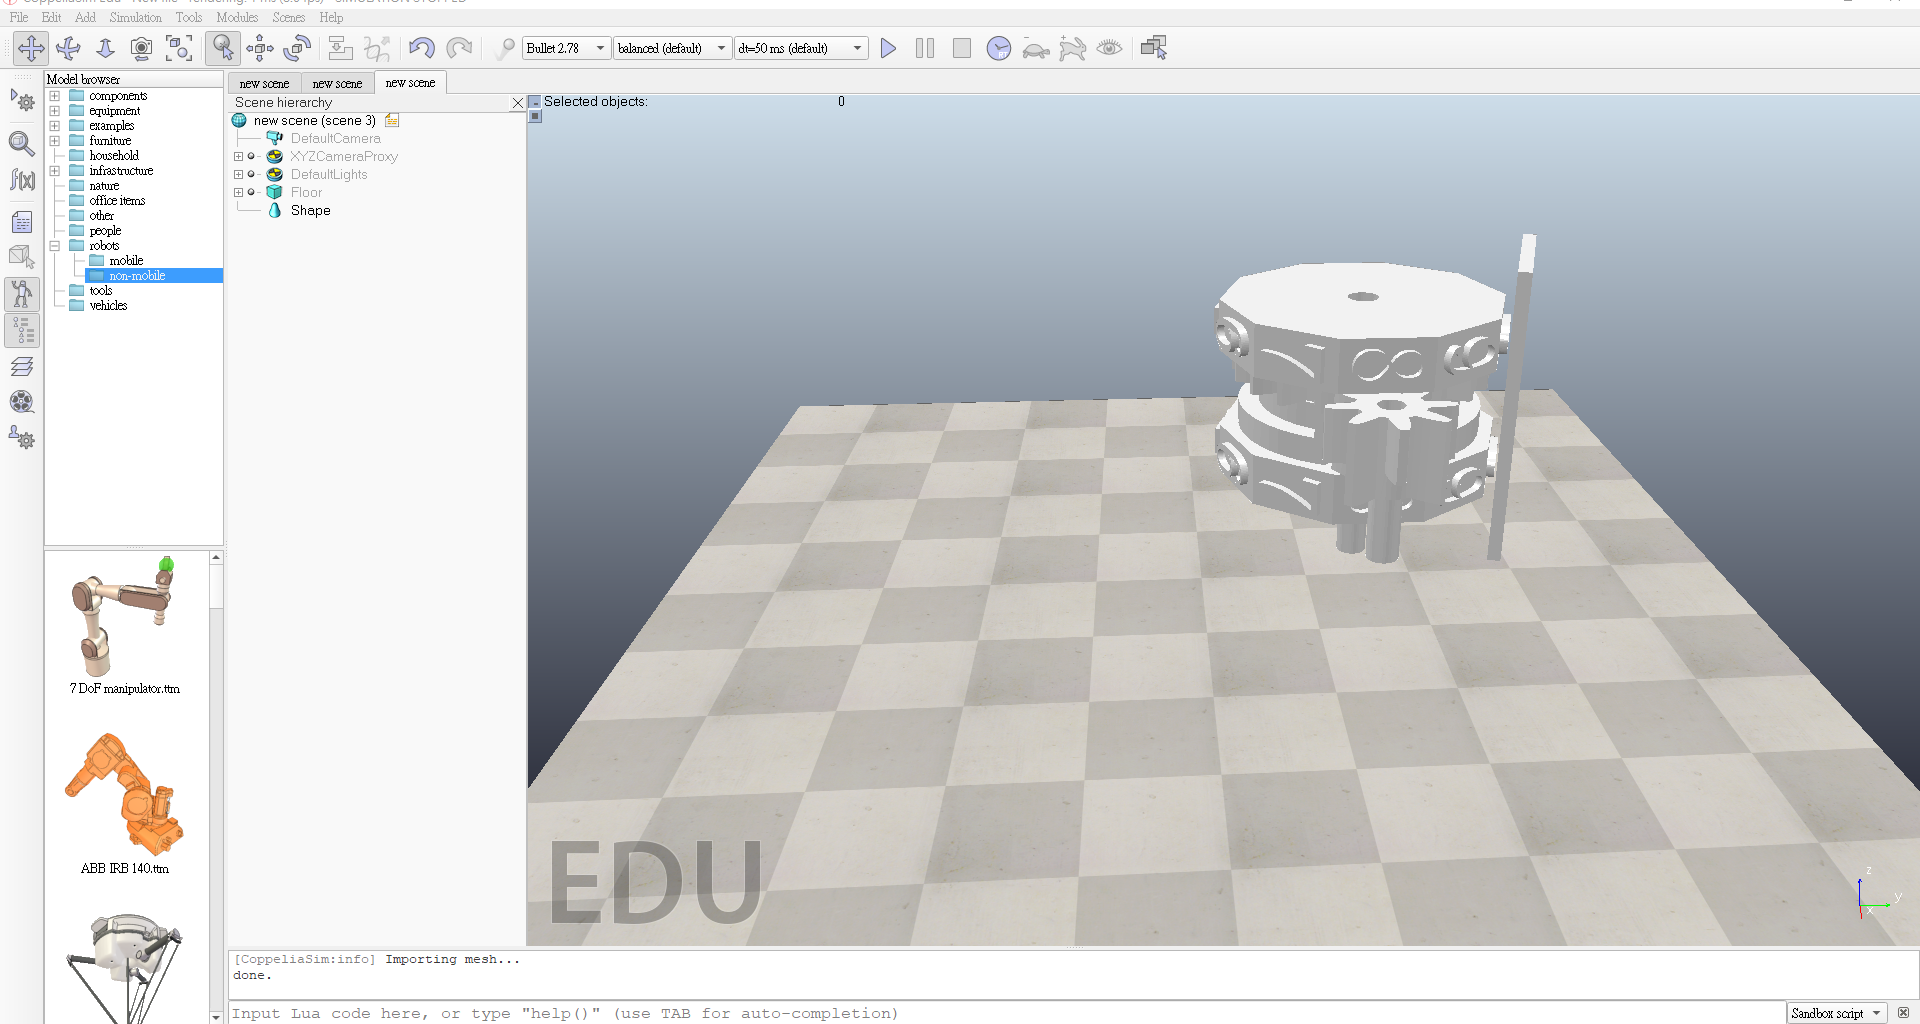 File Edit Add Simulation Tools Modules Scenes Help
Bullet 2.78 balanced (default) dt=50 ms (default)
Model browser
components
equipment
examples
furniture
household
infrastructure
nature
office items
other
people
robots
mobile
non-mobile
tools
vehicles
7 DoF manipulator.ttm
ABB IRB 140.ttm
new scene new scene new scene
Scene hierarchy
new scene (scene 3)
DefaultCamera
XYZCameraProxy
DefaultLights
Floor
Shape
Selected objects: 0
EDU
z
y
x
[CoppeliaSim:info] Importing mesh...
done.
Input Lua code here, or type "help()" (use TAB for auto-completion)
Sandbox script